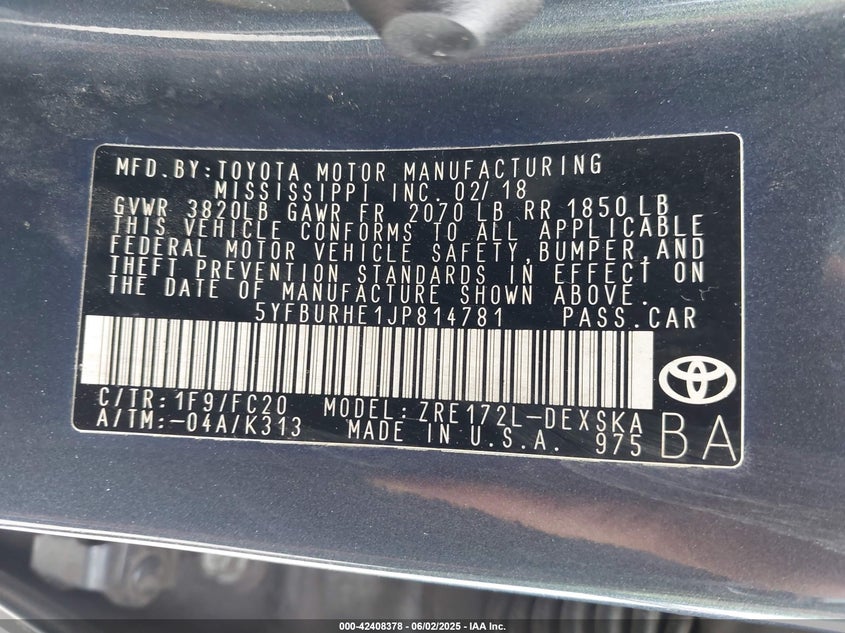 MFD. BY: TOYOTA MOTOR MANUFACTURING
MISSISSIPPI INC. 02/18
GVWR 3820LB GAWR FR 2070 LB RR 1850 LB
THIS VEHICLE CONFORMS TO ALL APPLICABLE
FEDERAL MOTOR VEHICLE SAFETY, BUMPER, AND
THEFT PREVENTION STANDARDS IN EFFECT ON
THE DATE OF MANUFACTURE SHOWN ABOVE.
5YFBURHE1JP814781 PASS. CAR
C/TR: 1F9/FC20 MODEL: ZRE172L-DEXSKA
A/TM: -04A/K313 MADE IN U.S.A. 975 BA
000-42408378 - 06/02/2025 - IAA Inc.